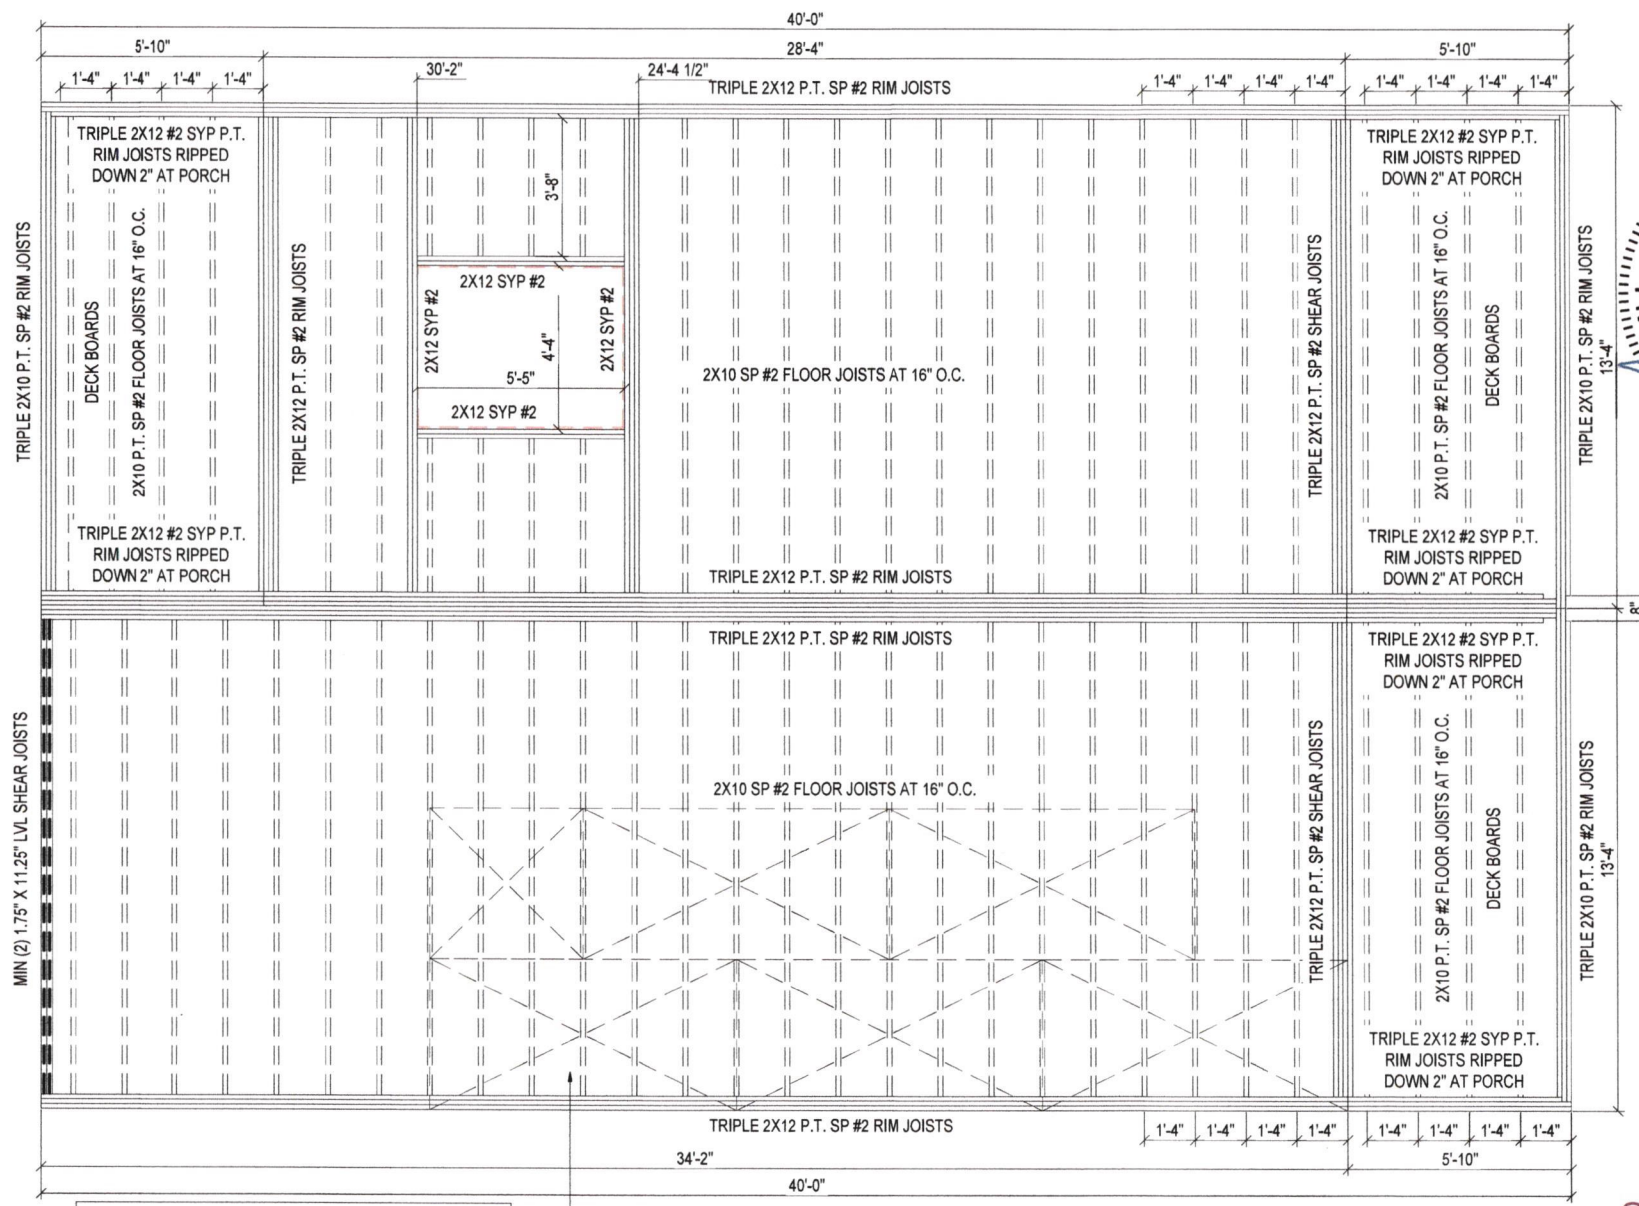 40'-0"
5'-10"
28'-4"
5'-10"
1'-4" 1'-4" 1'-4" 1'-4"
30'-2"
24'-4 1/2"
1'-4" 1'-4" 1'-4" 1'-4"
1'-4" 1'-4" 1'-4" 1'-4"
TRIPLE 2X12 P.T. SP #2 RIM JOISTS
TRIPLE 2X12 #2 SYP P.T.
RIM JOISTS RIPPED
DOWN 2" AT PORCH
TRIPLE 2X12 #2 SYP P.T.
RIM JOISTS RIPPED
DOWN 2" AT PORCH
TRIPLE 2X10 P.T. SP #2 RIM JOISTS
DECK BOARDS
2X10 P.T. SP #2 FLOOR JOISTS AT 16" O.C.
TRIPLE 2X12 P.T. SP #2 RIM JOISTS
3'-8"
2X12 SYP #2
2X12 SYP #2
2X12 SYP #2
4'-4"
5'-5"
2X12 SYP #2
2X10 SP #2 FLOOR JOISTS AT 16" O.C.
TRIPLE 2X12 P.T. SP #2 SHEAR JOISTS
2X10 P.T. SP #2 FLOOR JOISTS AT 16" O.C.
DECK BOARDS
TRIPLE 2X10 P.T. SP #2 RIM JOISTS
13'-4"
TRIPLE 2X12 #2 SYP P.T.
RIM JOISTS RIPPED
DOWN 2" AT PORCH
TRIPLE 2X12 P.T. SP #2 RIM JOISTS
TRIPLE 2X12 #2 SYP P.T.
RIM JOISTS RIPPED
DOWN 2" AT PORCH
8"
TRIPLE 2X12 P.T. SP #2 RIM JOISTS
TRIPLE 2X12 #2 SYP P.T.
RIM JOISTS RIPPED
DOWN 2" AT PORCH
MIN (2) 1.75" X 11.25" LVL SHEAR JOISTS
2X10 SP #2 FLOOR JOISTS AT 16" O.C.
TRIPLE 2X12 P.T. SP #2 SHEAR JOISTS
2X10 P.T. SP #2 FLOOR JOISTS AT 16" O.C.
DECK BOARDS
TRIPLE 2X10 P.T. SP #2 RIM JOISTS
13'-4"
TRIPLE 2X12 #2 SYP P.T.
RIM JOISTS RIPPED
DOWN 2" AT PORCH
TRIPLE 2X12 P.T. SP #2 RIM JOISTS
1'-4" 1'-4" 1'-4" 1'-4"
1'-4" 1'-4" 1'-4" 1'-4"
34'-2"
5'-10"
40'-0"